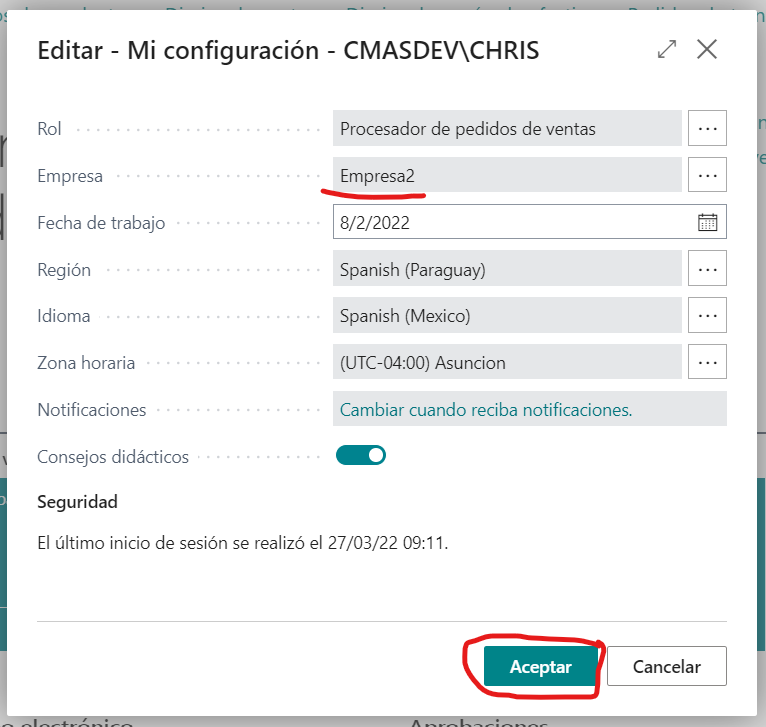 Editar - Mi configuración - CMASDEV\CHRIS
Rol Procesador de pedidos de ventas ...
Empresa Empresa2 ...
Fecha de trabajo 8/2/2022
Región Spanish (Paraguay) ...
Idioma Spanish (Mexico) ...
Zona horaria (UTC-04:00) Asuncion ...
Notificaciones Cambiar cuando reciba notificaciones.
Consejos didácticos
Seguridad
El último inicio de sesión se realizó el 27/03/22 09:11.
Aceptar Cancelar